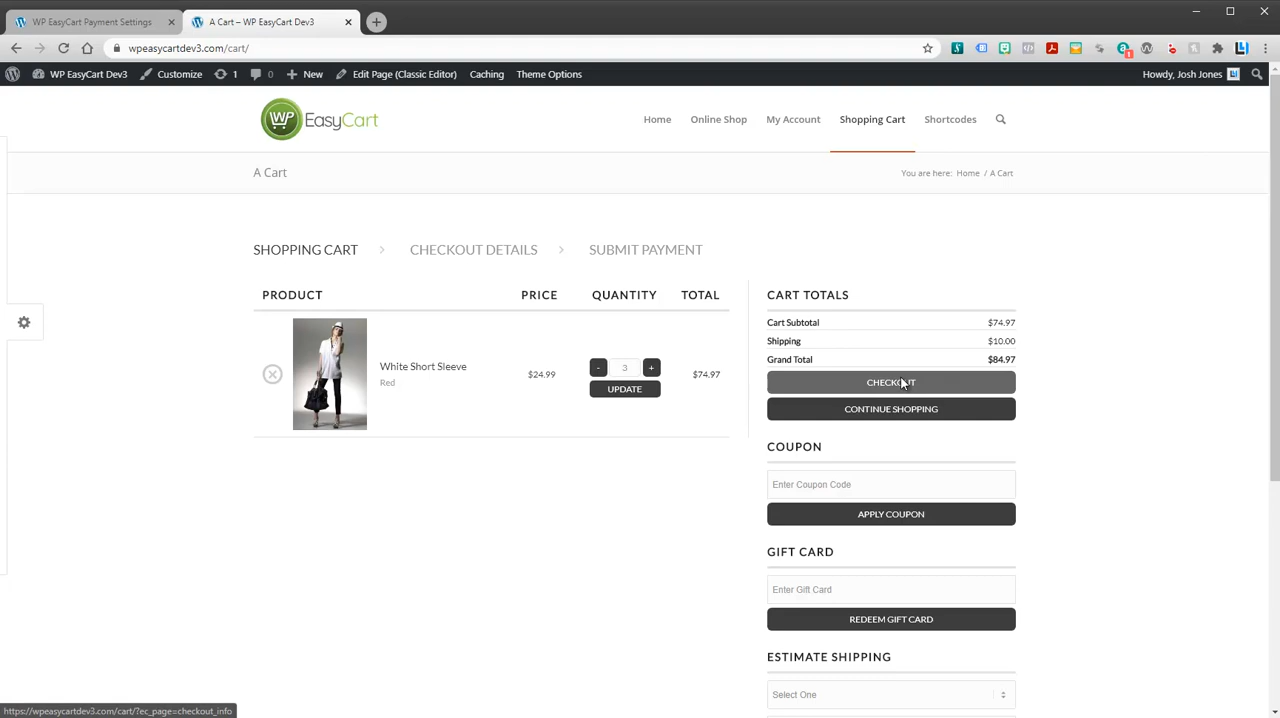 WP EasyCart Payment Settings
A Cart – WP EasyCart Dev3
wpeasycartdev3.com/cart/
WP EasyCart Dev3 Customize 1 0 New Edit Page (Classic Editor) Caching Theme Options Howdy, Josh Jones
WP EasyCart
Home Online Shop My Account Shopping Cart Shortcodes
A Cart
You are here: Home / A Cart
SHOPPING CART > CHECKOUT DETAILS > SUBMIT PAYMENT
PRODUCT PRICE QUANTITY TOTAL
White Short Sleeve
Red
$24.99
- 3 +
UPDATE
$74.97
CART TOTALS
Cart Subtotal $74.97
Shipping $10.00
Grand Total $84.97
CHECKOUT
CONTINUE SHOPPING
COUPON
Enter Coupon Code
APPLY COUPON
GIFT CARD
Enter Gift Card
REDEEM GIFT CARD
ESTIMATE SHIPPING
Select One
https://wpeasycartdev3.com/cart/?ec_page=checkout_info